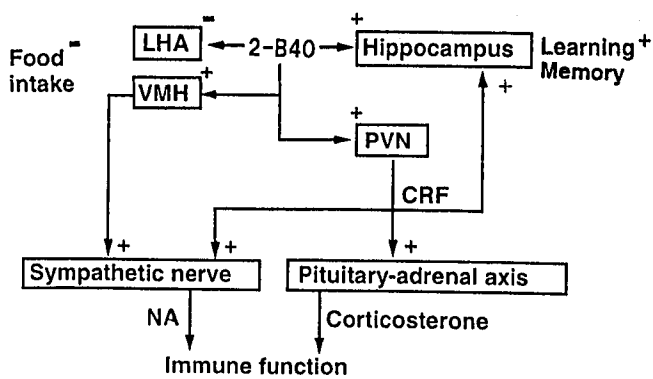 − +
LHA 2-B40 Hippocampus Learning +
Memory
Food −
intake
+
VMH +
+
PVN
CRF
+ + +
Sympathetic nerve Pituitary-adrenal axis
NA Corticosterone
Immune function